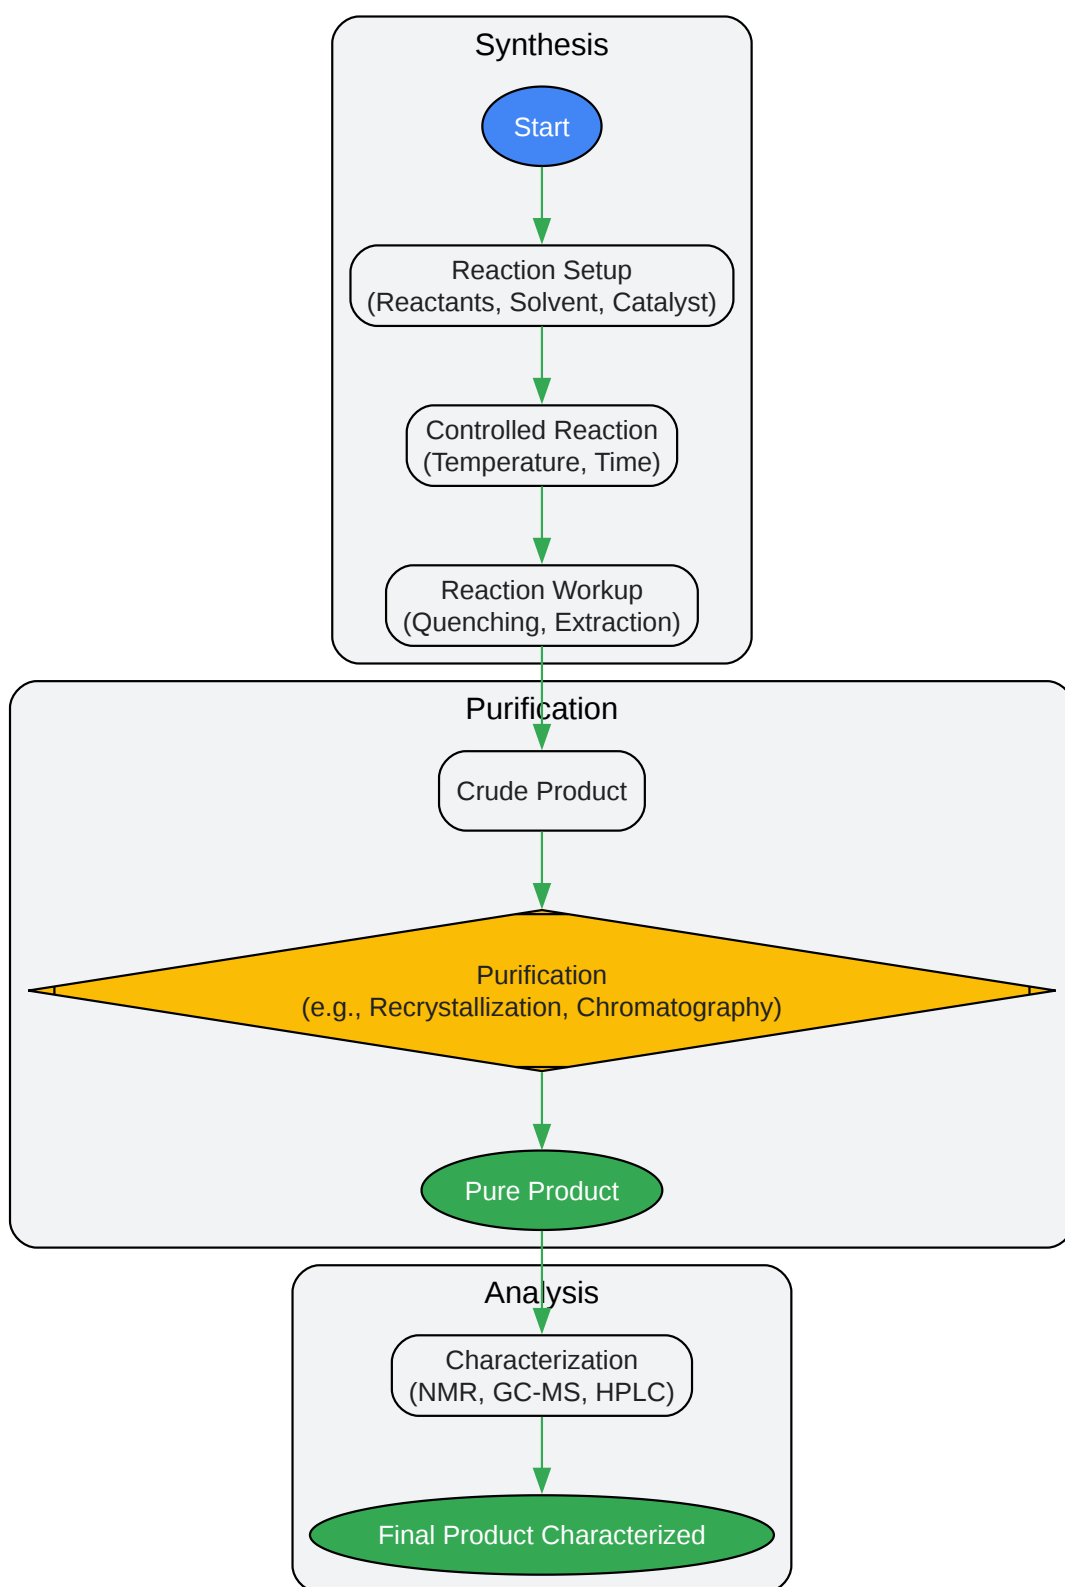 Synthesis
Start
Reaction Setup
(Reactants, Solvent, Catalyst)
Controlled Reaction
(Temperature, Time)
Reaction Workup
(Quenching, Extraction)
Purification
Crude Product
Purification
(e.g., Recrystallization, Chromatography)
Pure Product
Analysis
Characterization
(NMR, GC-MS, HPLC)
Final Product Characterized